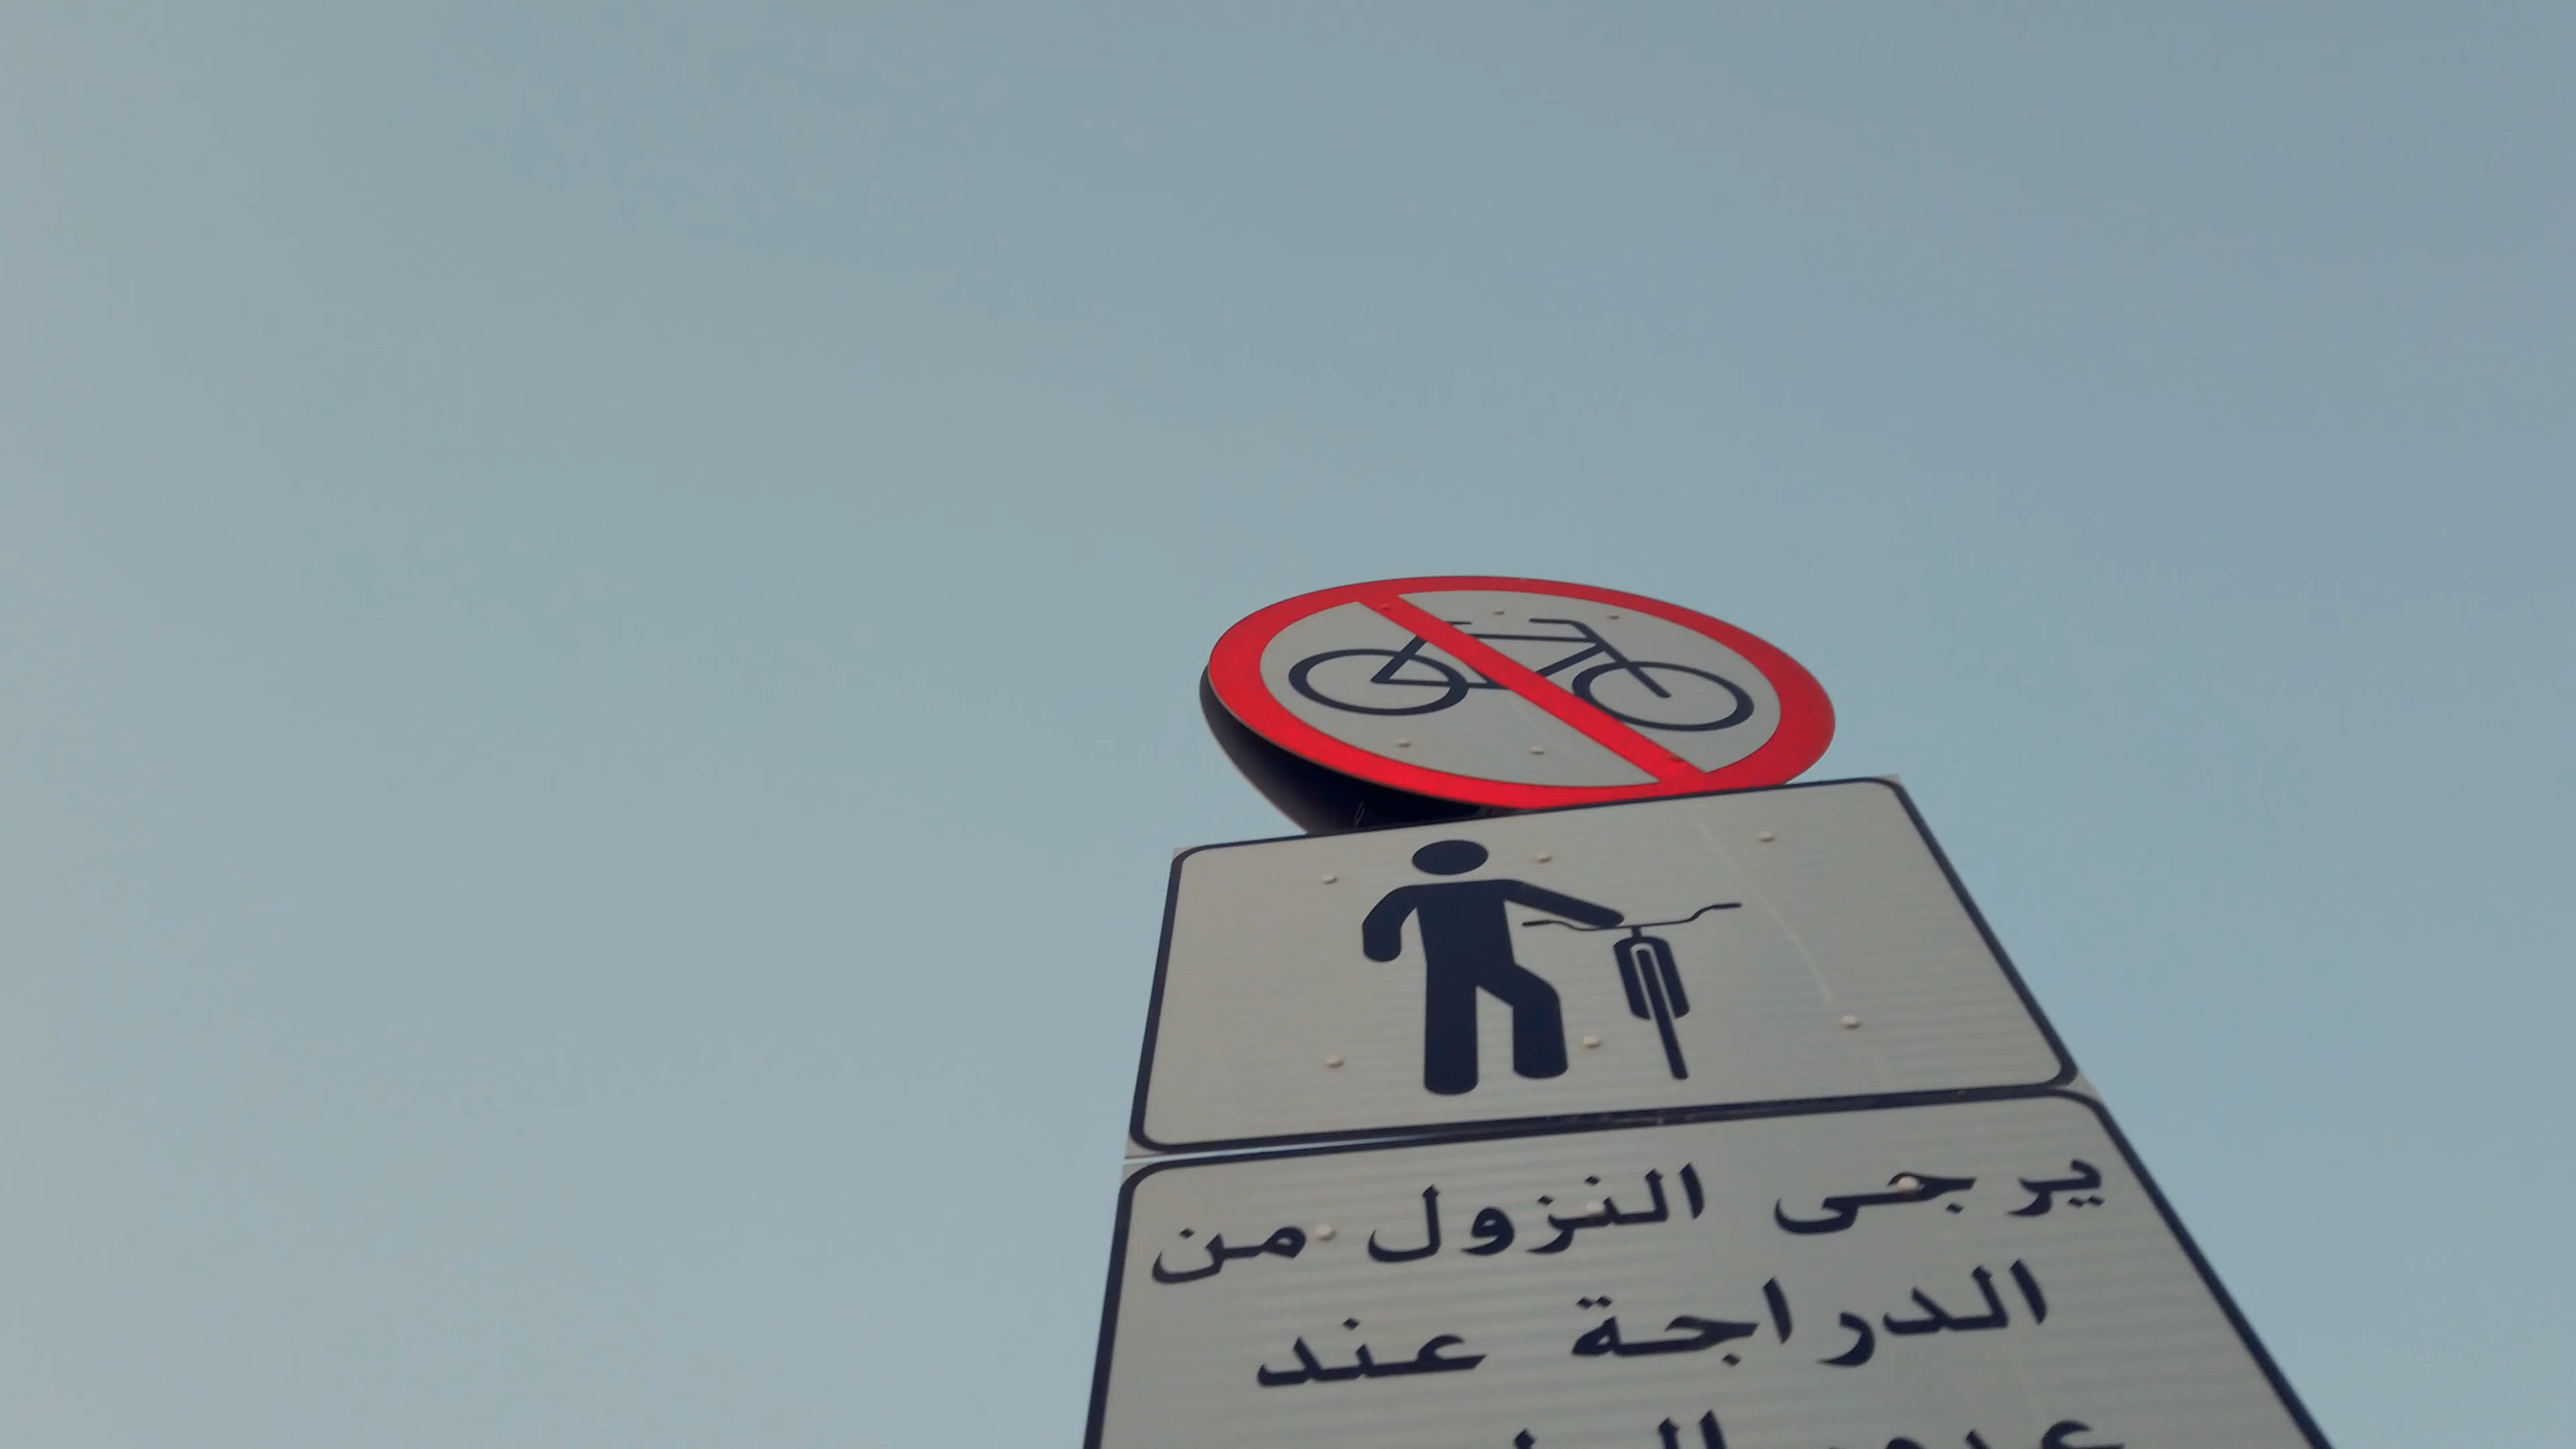 يرجى النزول من
الدراجة عند